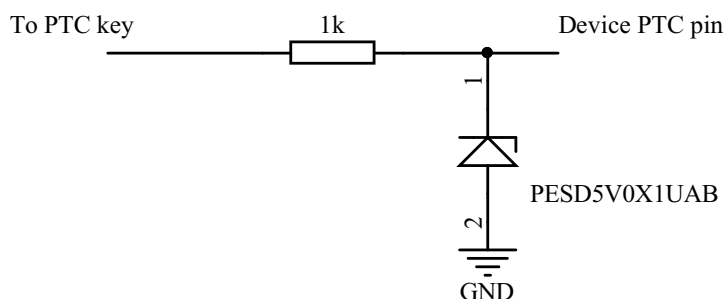 To PTC key
1k
Device PTC pin
1
PESD5V0X1UAB
2
GND